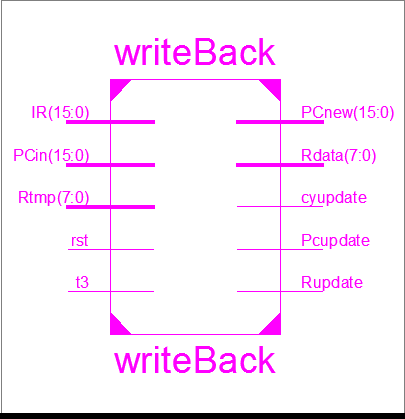 writeBack
IR(15:0) PCnew(15:0)
PCin(15:0) Rdata(7:0)
Rtmp(7:0) cyupdate
rst Pcupdate
t3 Rupdate
writeBack